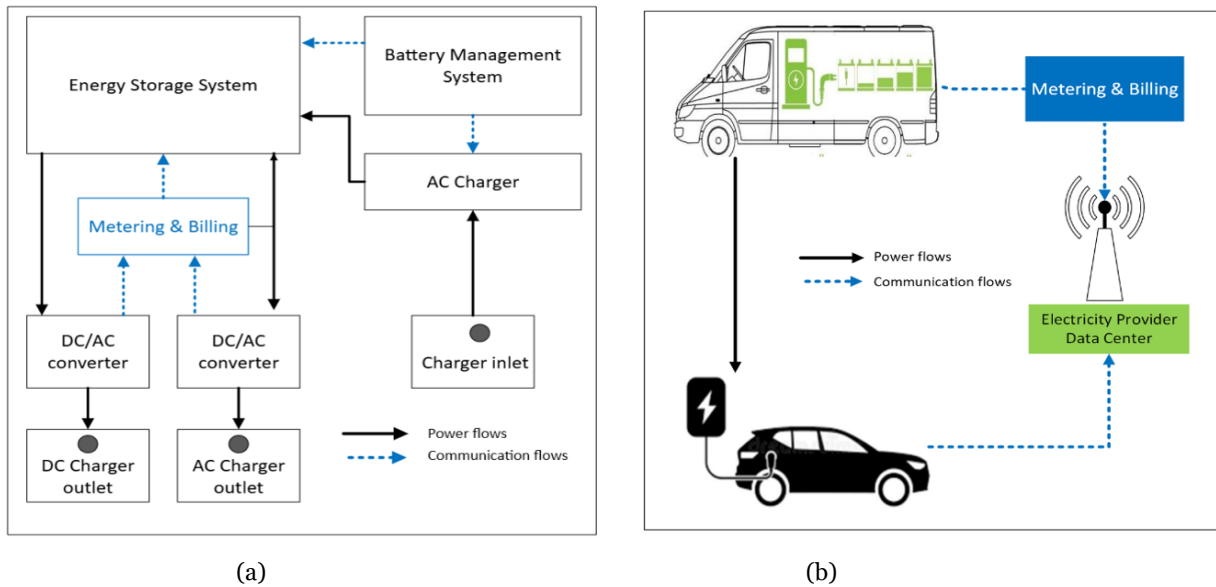 Energy Storage System
Battery Management
System
AC Charger
Metering & Billing
DC/AC
converter
DC/AC
converter
Charger inlet
DC Charger
outlet
AC Charger
outlet
Power flows
Communication flows
(a)
Metering & Billing
Power flows
Communication flows
Electricity Provider
Data Center
(b)